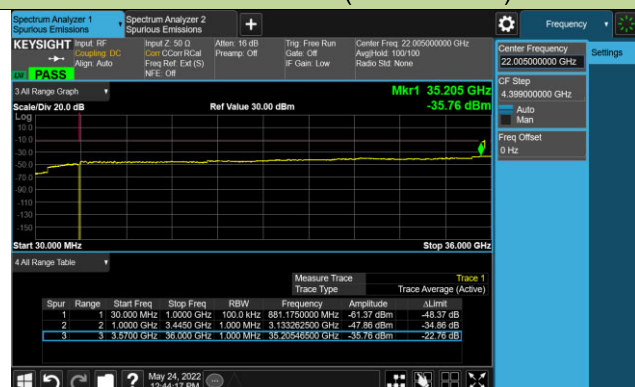 Spectrum Analyzer 1
Spurious Emissions
Spectrum Analyzer 2
Spurious Emissions
Frequency
KEYSIGHT
Input: RF
Coupling: DC
Align: Auto
Input Z: 50 Ω
Corr CCorr RCal
Freq Ref: Ext (S)
NFE: Off
Atten: 16 dB
Preamp: Off
Trig: Free Run
Gate: Off
IF Gain: Low
Center Freq: 22.005000000 GHz
Avg|Hold: 100/100
Radio Std: None
PASS
Center Frequency
22.005000000 GHz
Settings
CF Step
4.399000000 GHz
Auto
Man
Freq Offset
0 Hz
3 All Range Graph
Mkr1 35.205 GHz
Scale/Div 20.0 dB
Ref Value 30.00 dBm
-35.76 dBm
Log
10.0
-10.0
-30.0
-50.0
-70.0
-90.0
-110
-130
-150
1
Start 30.000 MHz
Stop 36.000 GHz
4 All Range Table
Measure Trace Trace 1
Trace Type Trace Average (Active)
Spur Range Start Freq Stop Freq RBW Frequency Amplitude ΔLimit
1 1 30.000 MHz 1.0000 GHz 100.0 kHz 881.1750000 MHz -61.37 dBm -48.37 dB
2 2 1.0000 GHz 3.4450 GHz 1.000 MHz 3.133262500 GHz -47.86 dBm -34.86 dB
3 3 3.5700 GHz 36.000 GHz 1.000 MHz 35.20546500 GHz -35.76 dBm -22.76 dB
May 24, 2022
12:44:17 PM